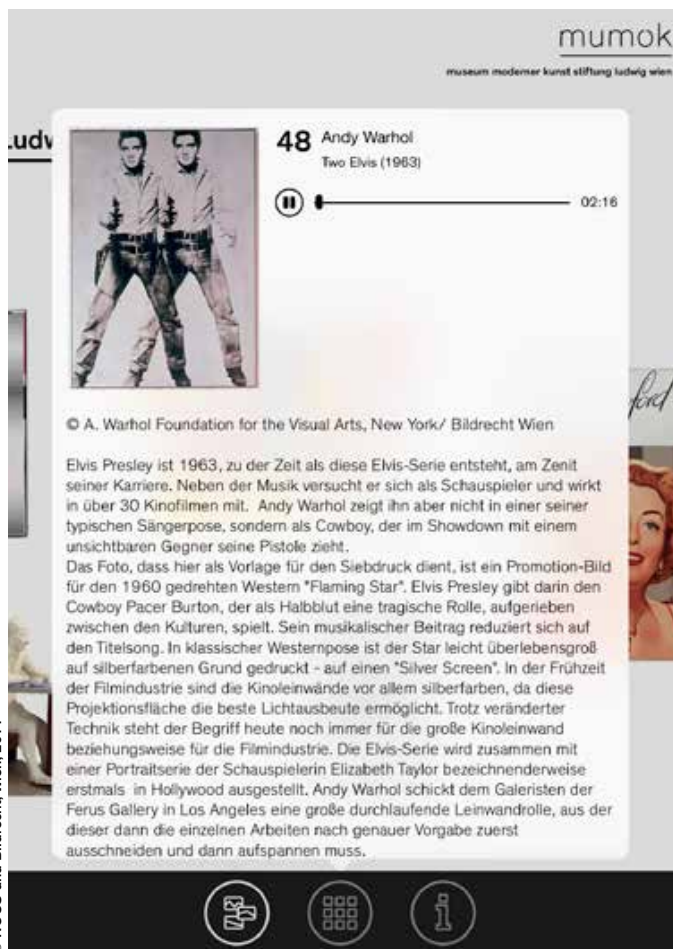 mumok
museum moderner kunst stiftung ludwig wien
Ludw
48 Andy Warhol
Two Elvis (1963)
02:16
ford
© A. Warhol Foundation for the Visual Arts, New York/ Bildrecht Wien
Elvis Presley ist 1963, zu der Zeit als diese Elvis-Serie entsteht, am Zenit
seiner Karriere. Neben der Musik versucht er sich als Schauspieler und wirkt
in über 30 Kinofilmen mit. Andy Warhol zeigt ihn aber nicht in einer seiner
typischen Sängerpose, sondern als Cowboy, der im Showdown mit einem
unsichtbaren Gegner seine Pistole zieht.
Das Foto, dass hier als Vorlage für den Siebdruck dient, ist ein Promotion-Bild
für den 1960 gedrehten Western "Flaming Star". Elvis Presley gibt darin den
Cowboy Pacer Burton, der als Halbblut eine tragische Rolle, aufgerieben
zwischen den Kulturen, spielt. Sein musikalischer Beitrag reduziert sich auf
den Titelsong. In klassischer Westernpose ist der Star leicht überlebensgroß
auf silberfarbenen Grund gedruckt - auf einen "Silver Screen". In der Frühzeit
der Filmindustrie sind die Kinoleinwände vor allem silberfarben, da diese
Projektionsfläche die beste Lichtausbeute ermöglicht. Trotz veränderter
Technik steht der Begriff heute noch immer für die große Kinoleinwand
beziehungsweise für die Filmindustrie. Die Elvis-Serie wird zusammen mit
einer Portraitserie der Schauspielerin Elizabeth Taylor bezeichnenderweise
erstmals in Hollywood ausgestellt. Andy Warhol schickt dem Galeristen der
Ferus Gallery in Los Angeles eine große durchlaufende Leinwandrolle, aus der
dieser dann die einzelnen Arbeiten nach genauer Vorgabe zuerst
ausschneiden und dann aufspannen muss.